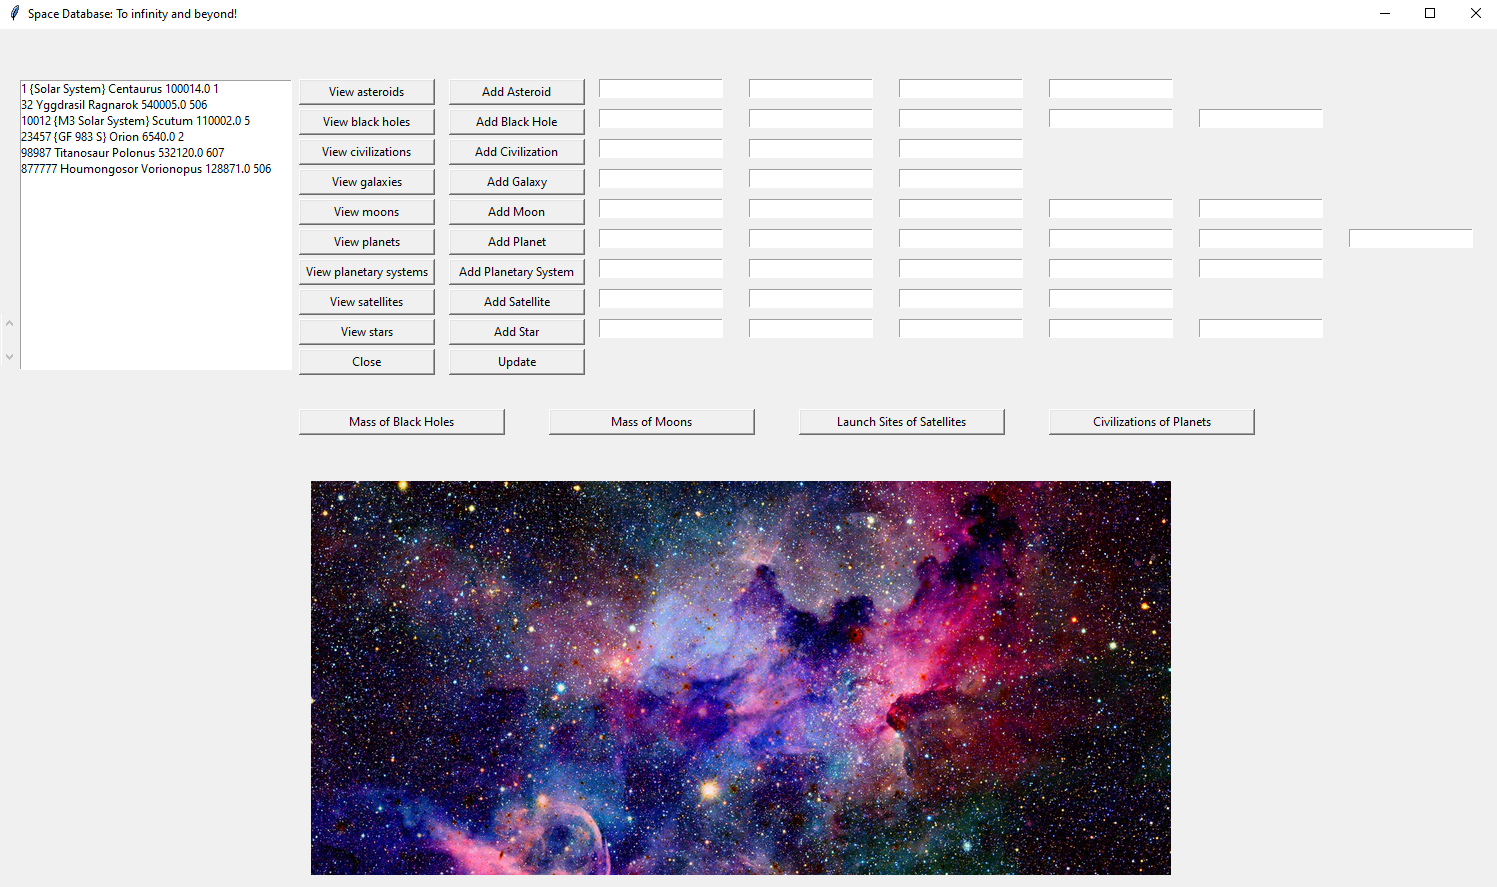 Space Database: To infinity and beyond!
1 {Solar System} Centaurus 100014.0 1
32 Yggdrasil Ragnarok 540005.0 506
10012 {M3 Solar System} Scutum 110002.0 5
23457 {GF 983 S} Orion 6540.0 2
98987 Titanosaur Polonus 532120.0 607
877777 Houmongosor Vorionopus 128871.0 506
View asteroids Add Asteroid
View black holes Add Black Hole
View civilizations Add Civilization
View galaxies Add Galaxy
View moons Add Moon
View planets Add Planet
View planetary systems Add Planetary System
View satellites Add Satellite
View stars Add Star
Close Update
Mass of Black Holes Mass of Moons Launch Sites of Satellites Civilizations of Planets